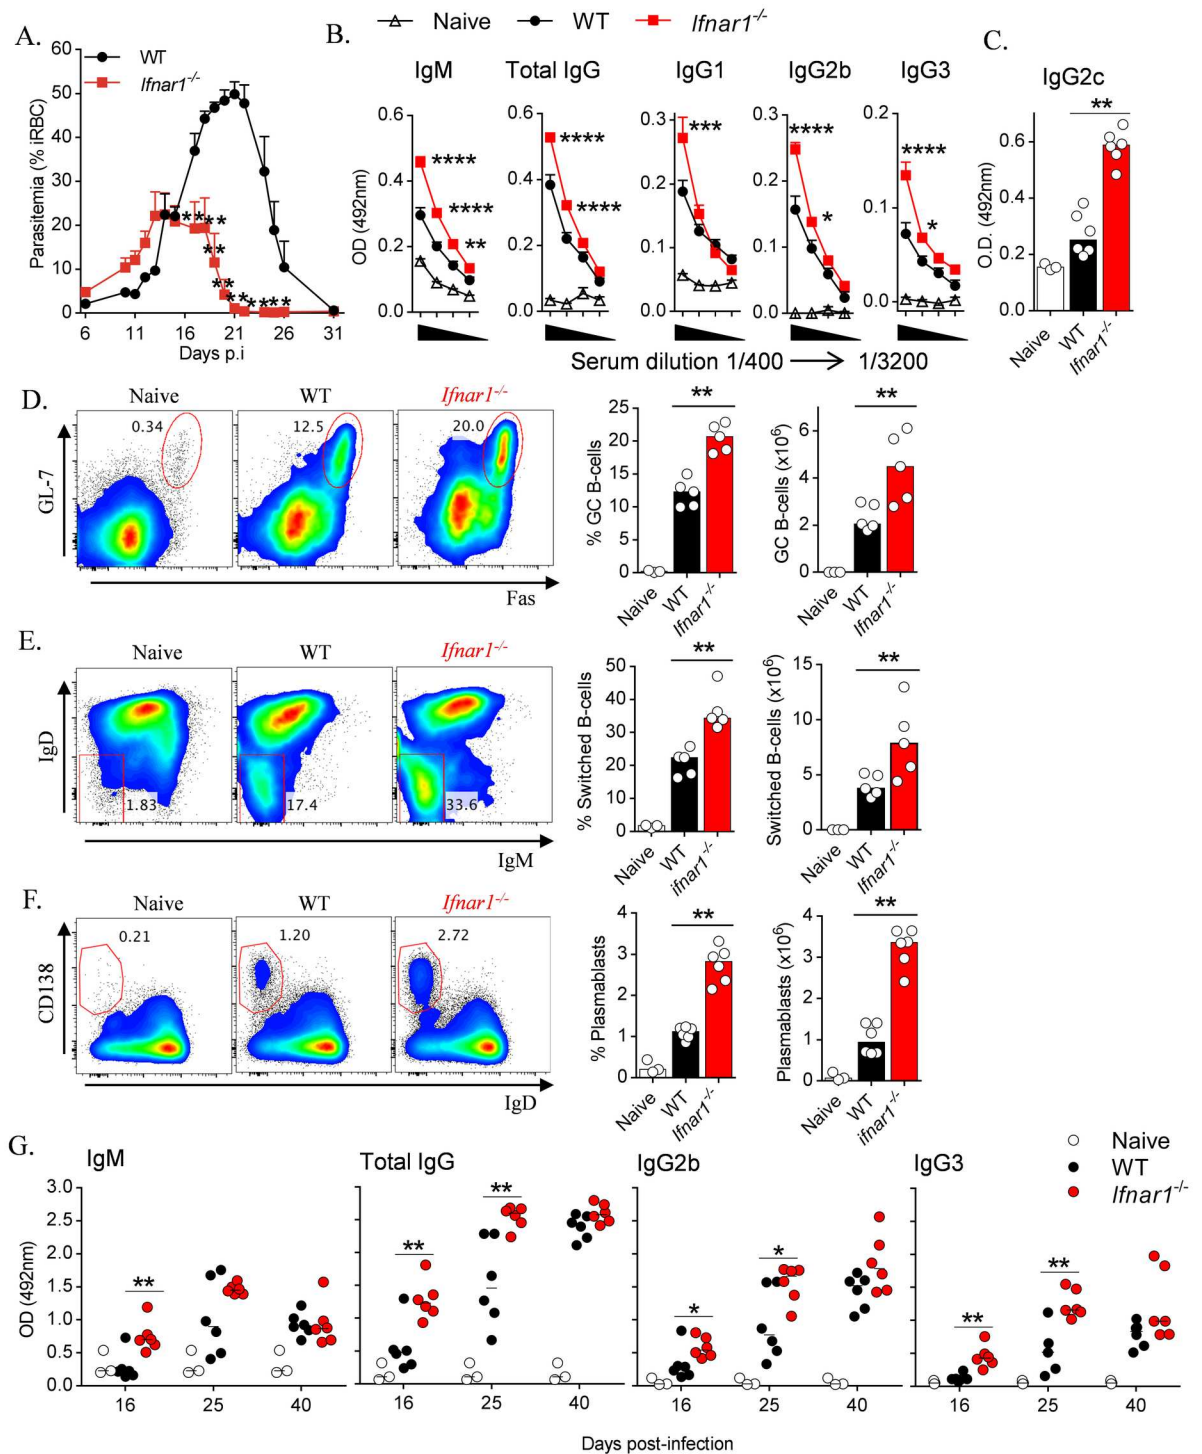 Naive WT Ifnar1-/-
A.
WT
Ifnar1-/-
Parasitemia (% iRBC)
60
50
40
30
20
10
0
** ** ** ** ** ** **
6 11 16 21 26 31
Days p.i
B.
IgM Total IgG IgG1 IgG2b IgG3
OD (492nm)
0.6
0.4
0.2
0.0
****
****
**
0.6
0.4
0.2
0.0
****
****
0.3
0.2
0.1
0.0
***
0.3
0.2
0.1
0.0
****
*
0.2
0.1
0.0
****
*
Serum dilution 1/400 → 1/3200
C.
IgG2c
**
O.D. (492nm)
0.6
0.4
0.2
0.0
Naive WT Ifnar1-/-
D.
Naive WT Ifnar1-/-
0.34 12.5 20.0
GL-7
Fas
**
% GC B-cells
25
20
15
10
5
0
Naive WT Ifnar1-/-
**
GC B-cells (x10⁶)
6
4
2
0
Naive WT Ifnar1-/-
E.
Naive WT Ifnar1-/-
IgD
1.83 17.4 33.6
IgM
**
% Switched B-cells
50
40
30
20
10
0
Naive WT ifnar1-/-
**
Switched B-cells (x10⁶)
15
10
5
0
Naive WT Ifnar1-/-
F.
Naive WT Ifnar1-/-
0.21 1.20 2.72
CD138
IgD
**
% Plasmablasts
4
3
2
1
0
Naive WT Ifnar1-/-
**
Plasmablasts (x10⁶)
4
3
2
1
0
Naive WT ifnar1-/-
G.
IgM Total IgG IgG2b IgG3
Naive
WT
Ifnar1-/-
OD (492nm)
3.0
2.5
2.0
1.5
1.0
0.5
0.0
**
** **
* *
** **
16 25 40 16 25 40 16 25 40 16 25 40
Days post-infection